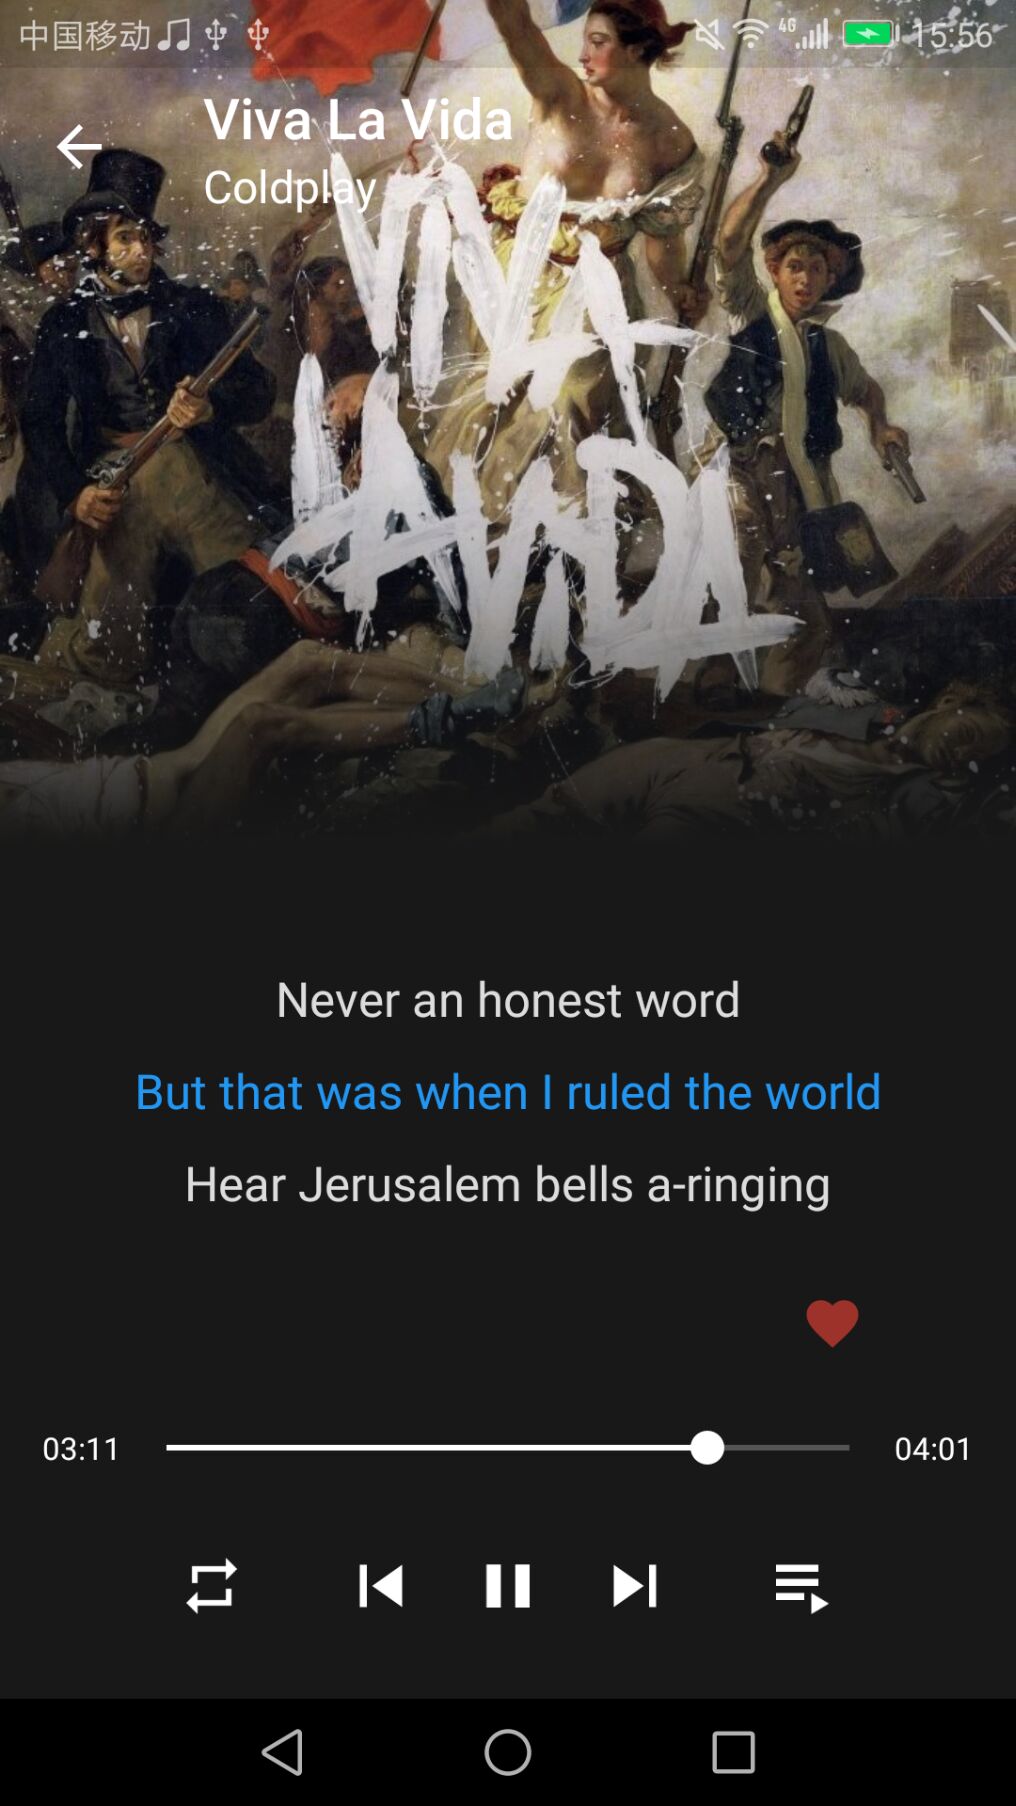 中国移动 4G 15:56
Viva La Vida
Coldplay
VIVA
LA VIDA
Never an honest word
But that was when I ruled the world
Hear Jerusalem bells a-ringing
03:11 04:01